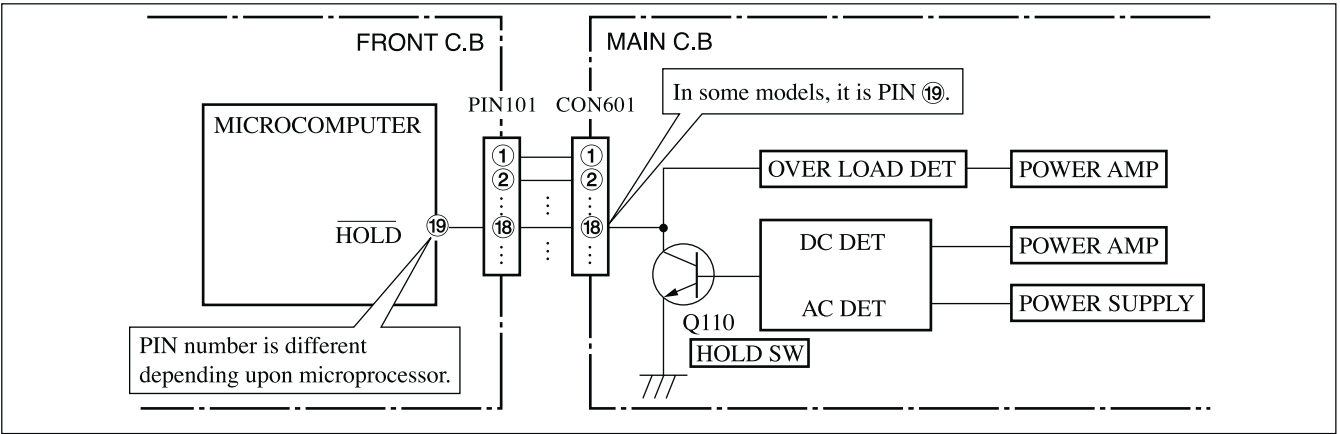 FRONT C.B
MAIN C.B
In some models, it is PIN ⑲.
PIN101
CON601
MICROCOMPUTER
HOLD
⑲
①
②
⑱
①
②
⑱
OVER LOAD DET
POWER AMP
DC DET
AC DET
POWER AMP
POWER SUPPLY
Q110
HOLD SW
PIN number is different
depending upon microprocessor.